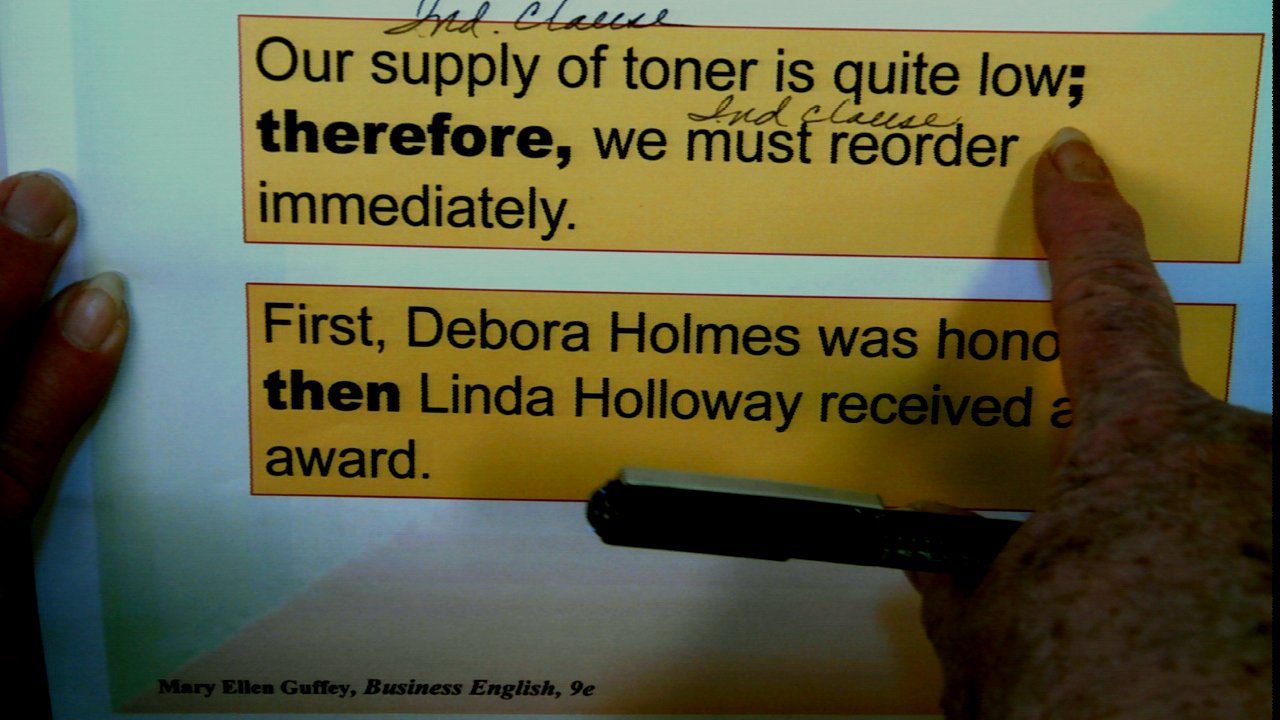 Ind. Clause
Our supply of toner is quite low;
Ind clause
therefore, we must reorder
immediately.
First, Debora Holmes was hono
then Linda Holloway received a
award.
Mary Ellen Guffey, Business English, 9e